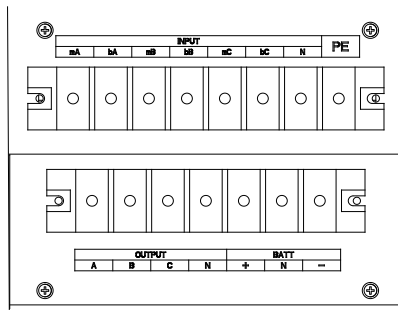 INPUT PE
mA bA mB bB mC bC N
OUTPUT BATT
A B C N + N −